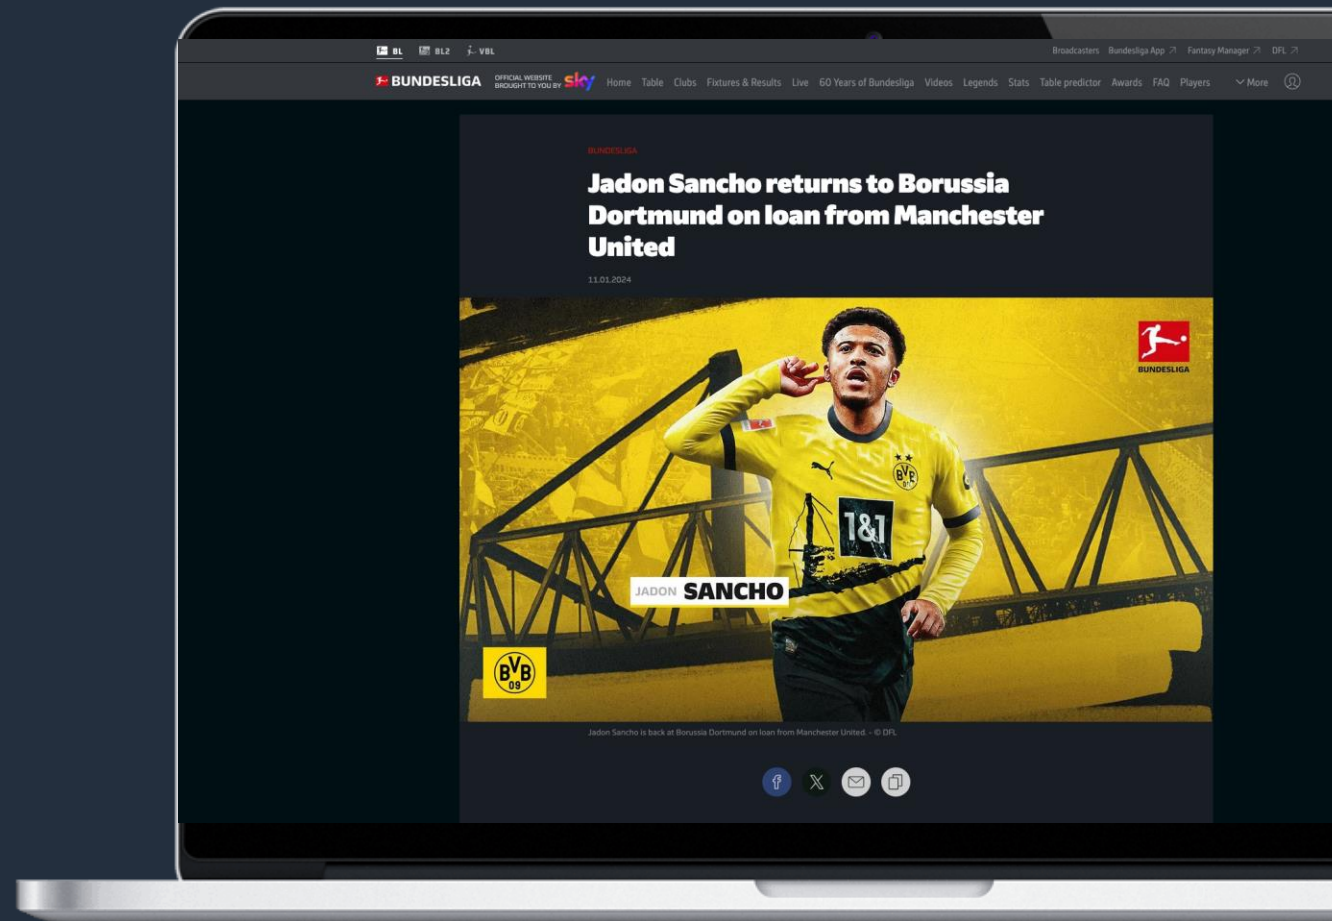 BL BL2 VBL
Broadcasters Bundesliga App Fantasy Manager DFL
BUNDESLIGA OFFICIAL WEBSITE BROUGHT TO YOU BY sky Home Table Clubs Fixtures & Results Live 60 Years of Bundesliga Videos Legends Stats Table predictor Awards FAQ Players More
BUNDESLIGA
Jadon Sancho returns to Borussia
Dortmund on loan from Manchester
United
11.01.2024
BUNDESLIGA
BVB
09
1&1
JADON SANCHO
BVB
09
Jadon Sancho is back at Borussia Dortmund on loan from Manchester United. - © DFL